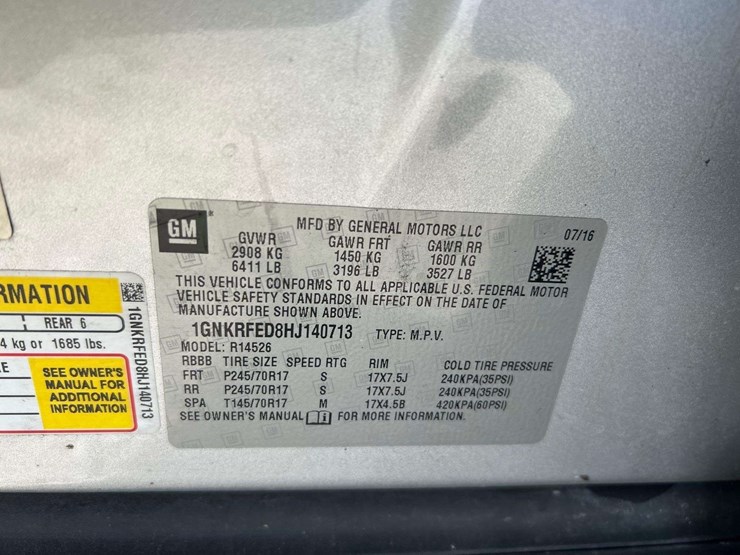 GM
MFD BY GENERAL MOTORS LLC 07/16
GVWR GAWR FRT GAWR RR
2908 KG 1450 KG 1600 KG
6411 LB 3196 LB 3527 LB
THIS VEHICLE CONFORMS TO ALL APPLICABLE U.S. FEDERAL MOTOR
VEHICLE SAFETY STANDARDS IN EFFECT ON THE DATE OF
MANUFACTURE SHOWN ABOVE.
1GNKRFED8HJ140713 TYPE: M.P.V.
MODEL: R14526
RBBB TIRE SIZE SPEED RTG RIM COLD TIRE PRESSURE
FRT P245/70R17 S 17X7.5J 240KPA(35PSI)
RR P245/70R17 S 17X7.5J 240KPA(35PSI)
SPA T145/70R17 M 17X4.5B 420KPA(60PSI)
SEE OWNER'S MANUAL i FOR MORE INFORMATION.
RMATION
REAR 6
4 kg or 1685 lbs.
E
SEE OWNER'S
MANUAL FOR
ADDITIONAL
INFORMATION
1GNKRFED8HJ140713